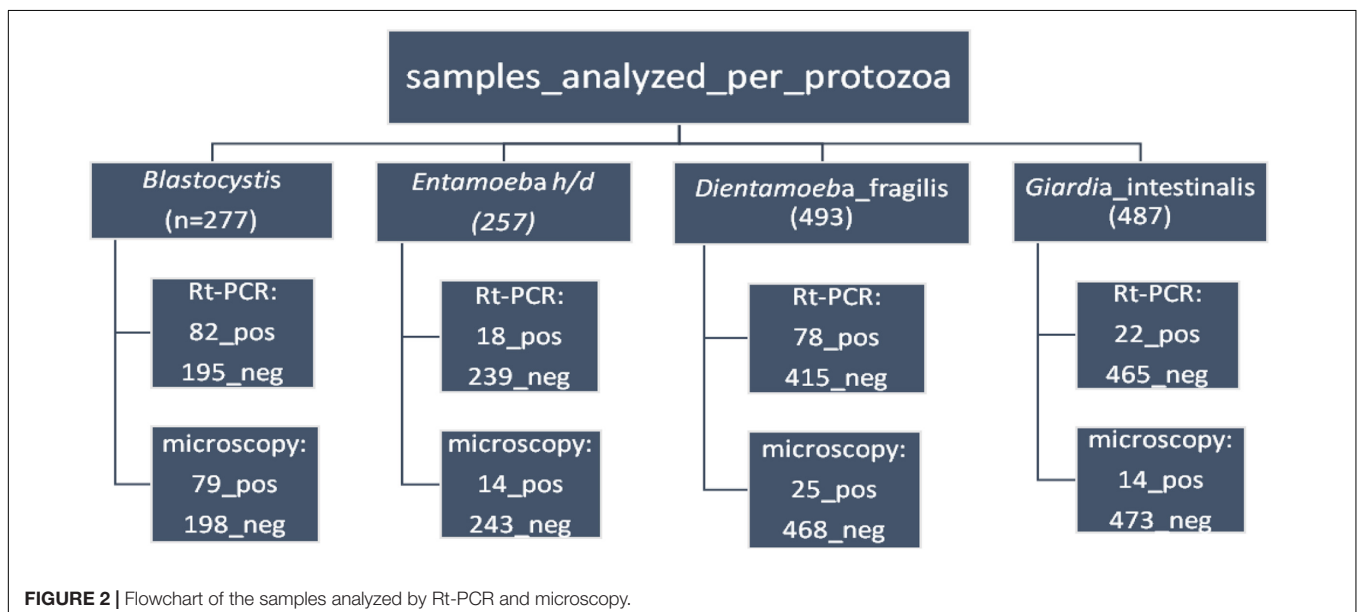 samples_analyzed_per_protozoa
Blastocystis
(n=277)
Rt-PCR:
82_pos
195_neg
microscopy:
79_pos
198_neg
Entamoeba h/d
(257)
Rt-PCR:
18_pos
239_neg
microscopy:
14_pos
243_neg
Dientamoeba_fragilis
(493)
Rt-PCR:
78_pos
415_neg
microscopy:
25_pos
468_neg
Giardia_intestinalis
(487)
Rt-PCR:
22_pos
465_neg
microscopy:
14_pos
473_neg
FIGURE 2 | Flowchart of the samples analyzed by Rt-PCR and microscopy.